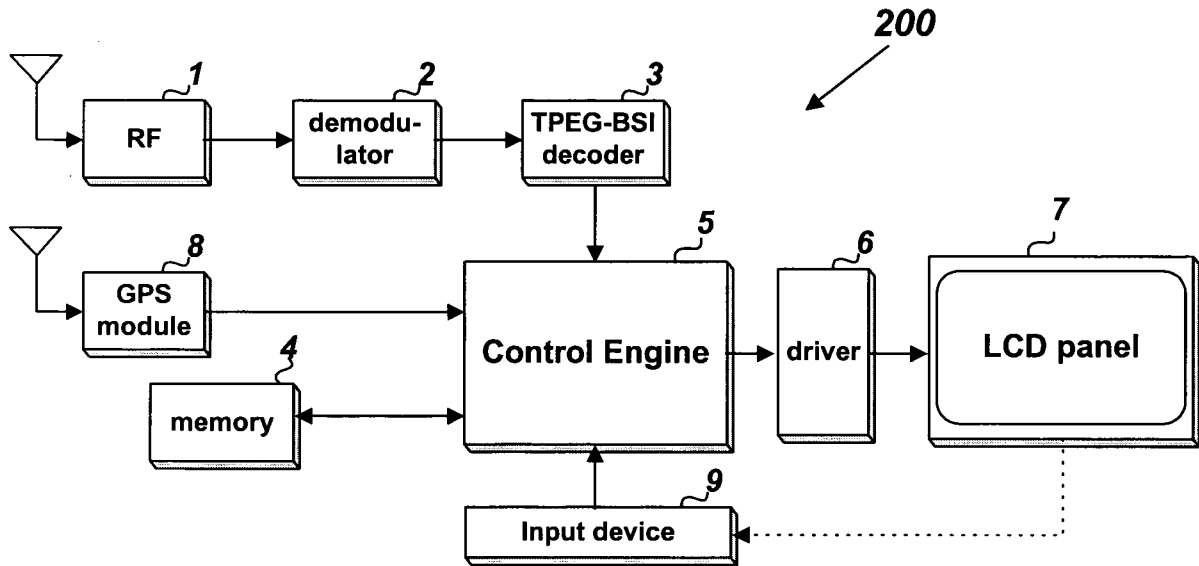 200
1
RF
2
demodu-
lator
3
TPEG-BSI
decoder
8
GPS
module
4
memory
5
Control Engine
6
driver
7
LCD panel
9
Input device